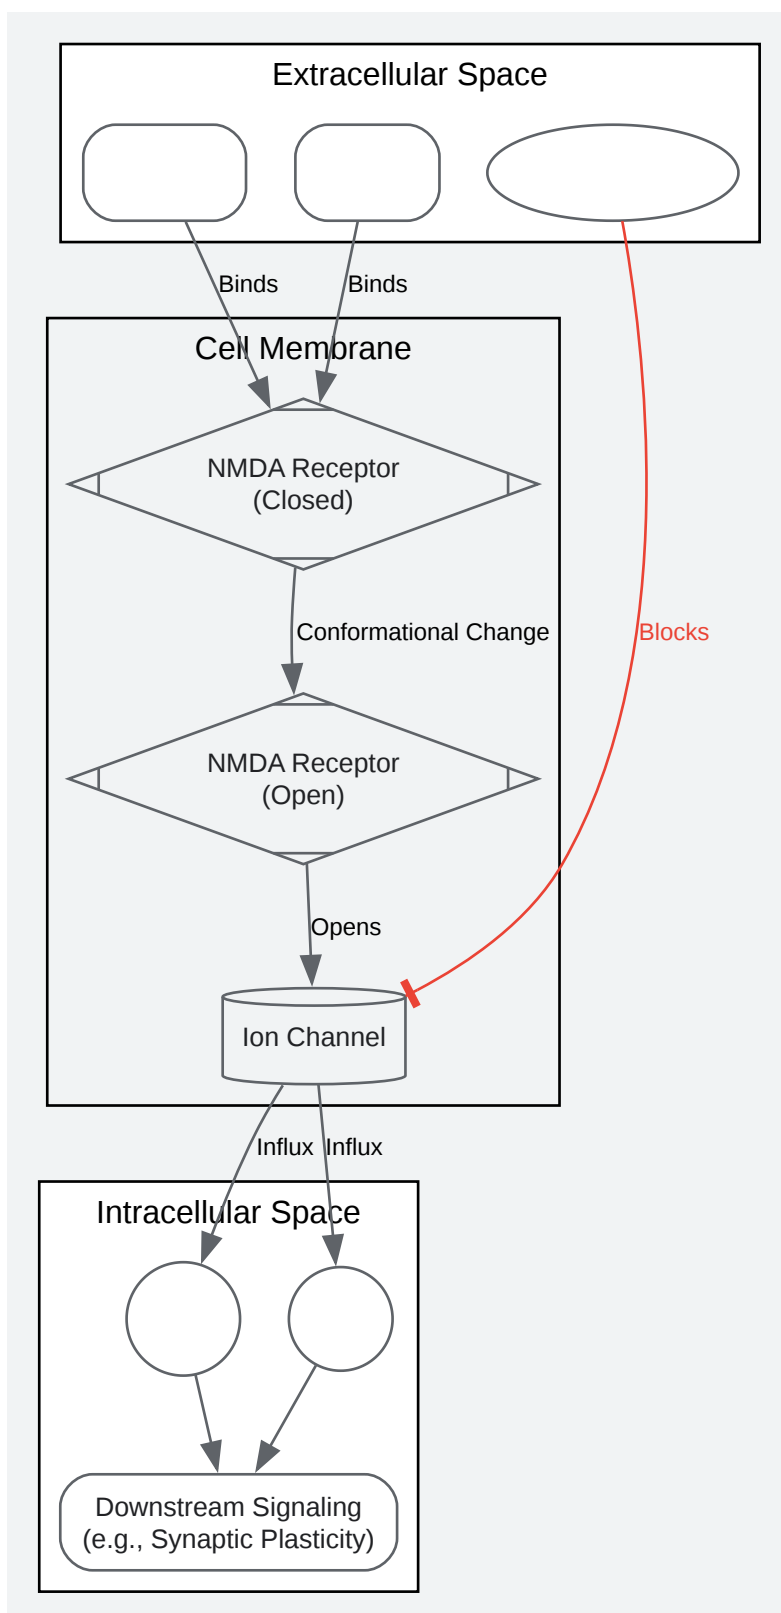 Extracellular Space
Binds
Binds
Cell Membrane
NMDA Receptor
(Closed)
Conformational Change
Blocks
NMDA Receptor
(Open)
Opens
Ion Channel
Influx
Influx
Intracellular Space
Downstream Signaling
(e.g., Synaptic Plasticity)